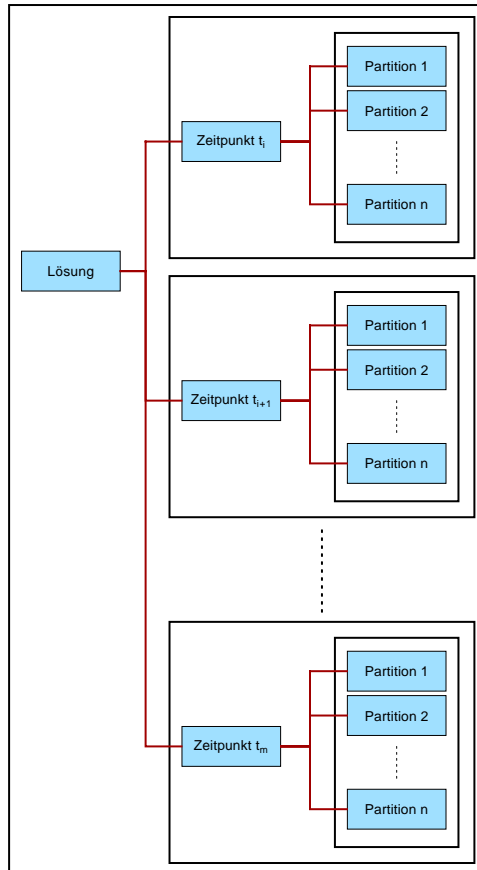 Partition 1
Partition 2
Zeitpunkt tᵢ
Partition n
Lösung
Partition 1
Partition 2
Zeitpunkt tᵢ₊₁
Partition n
Partition 1
Partition 2
Zeitpunkt tₘ
Partition n